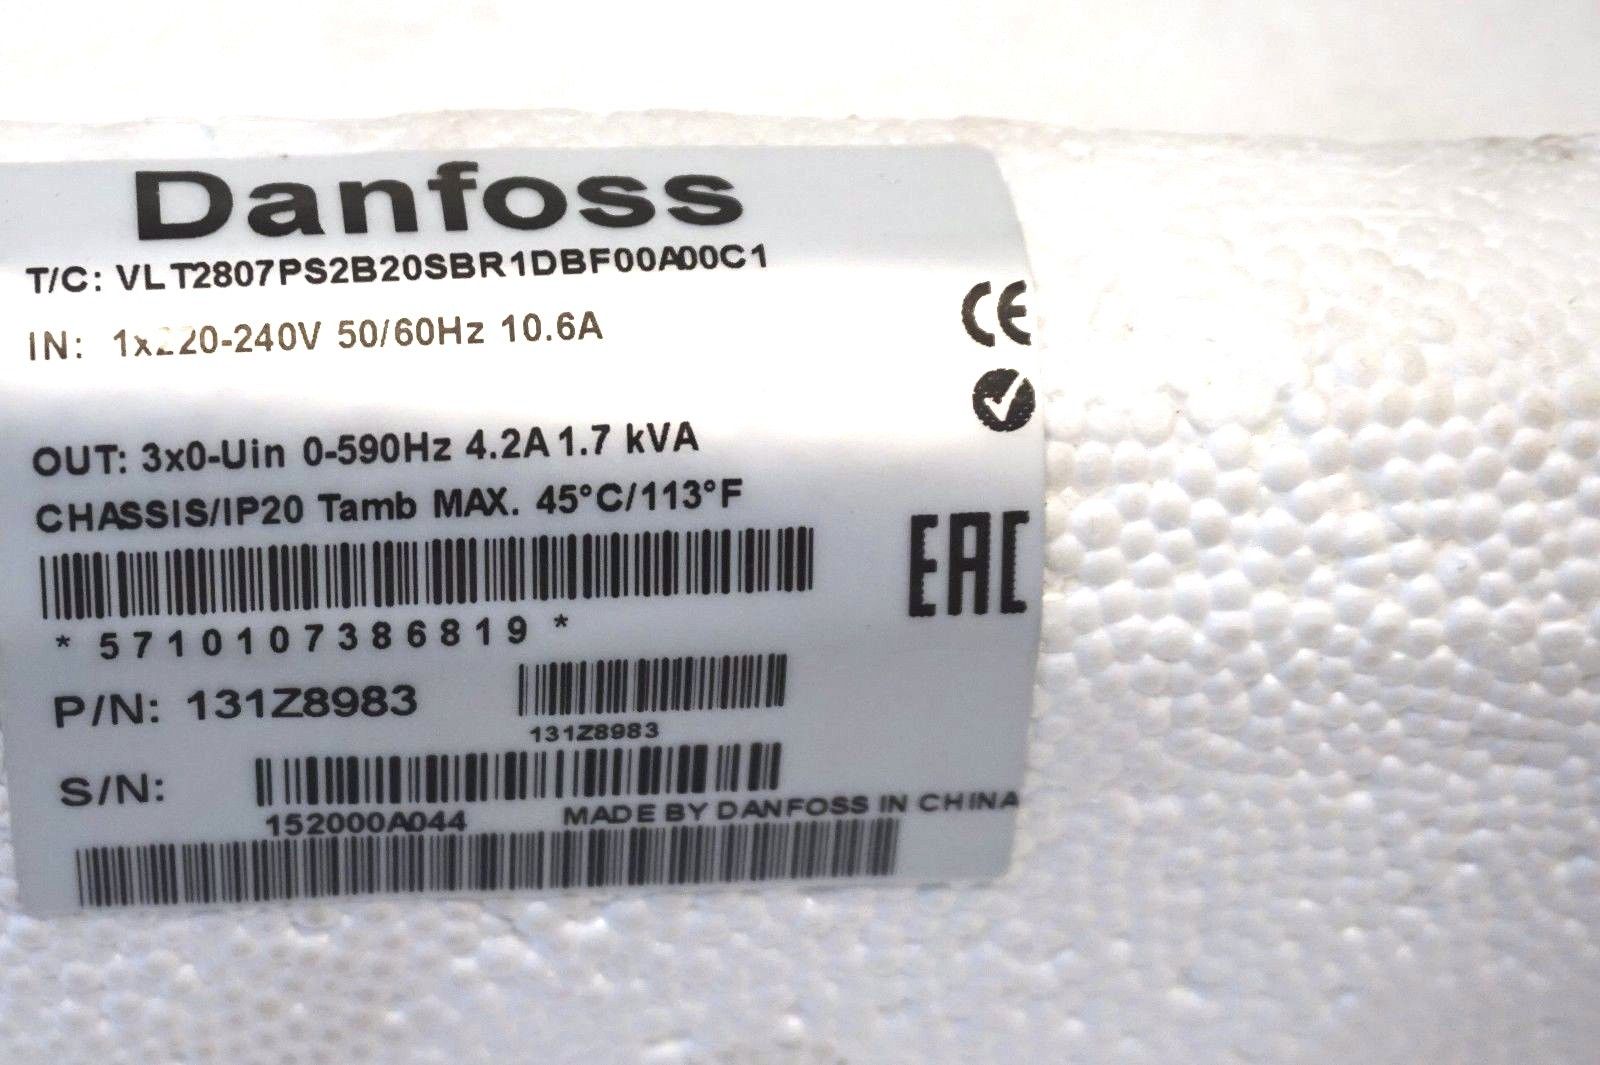 Danfoss
T/C: VLT2807PS2B20SBR1DBF00A00C1
IN: 1x220-240V 50/60Hz 10.6A
CE
OUT: 3x0-Uin 0-590Hz 4.2A 1.7 kVA
CHASSIS/IP20 Tamb MAX. 45°C/113°F
EAC
* 5710107386819 *
P/N: 131Z8983
131Z8983
S/N:
152000A044
MADE BY DANFOSS IN CHINA